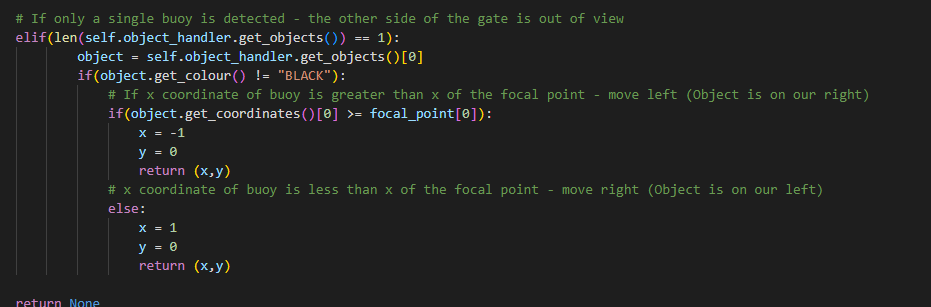 # If only a single buoy is detected - the other side of the gate is out of view
elif(len(self.object_handler.get_objects()) == 1):
object = self.object_handler.get_objects()[0]
if(object.get_colour() != "BLACK"):
# If x coordinate of buoy is greater than x of the focal point - move left (Object is on our right)
if(object.get_coordinates()[0] >= focal_point[0]):
x = -1
y = 0
return (x,y)
# x coordinate of buoy is less than x of the focal point - move right (Object is on our left)
else:
x = 1
y = 0
return (x,y)
return None